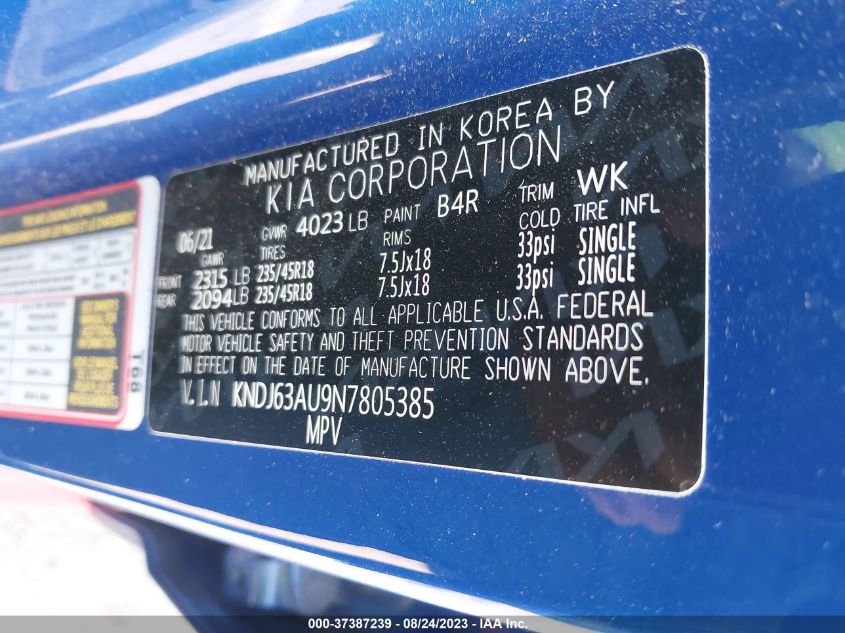 MANUFACTURED IN KOREA BY
KIA CORPORATION
06/21 GVWR 4023 LB PAINT B4R TRIM WK
GAWR TIRES RIMS COLD TIRE INFL
FRONT 2315 LB 235/45R18 7.5Jx18 33psi SINGLE
REAR 2094 LB 235/45R18 7.5Jx18 33psi SINGLE
THIS VEHICLE CONFORMS TO ALL APPLICABLE U.S.A. FEDERAL
MOTOR VEHICLE SAFETY AND THEFT PREVENTION STANDARDS
IN EFFECT ON THE DATE OF MANUFACTURE SHOWN ABOVE.
V.I.N KNDJ63AU9N7805385
MPV
T68
000-37387239 - 08/24/2023 - IAA Inc.